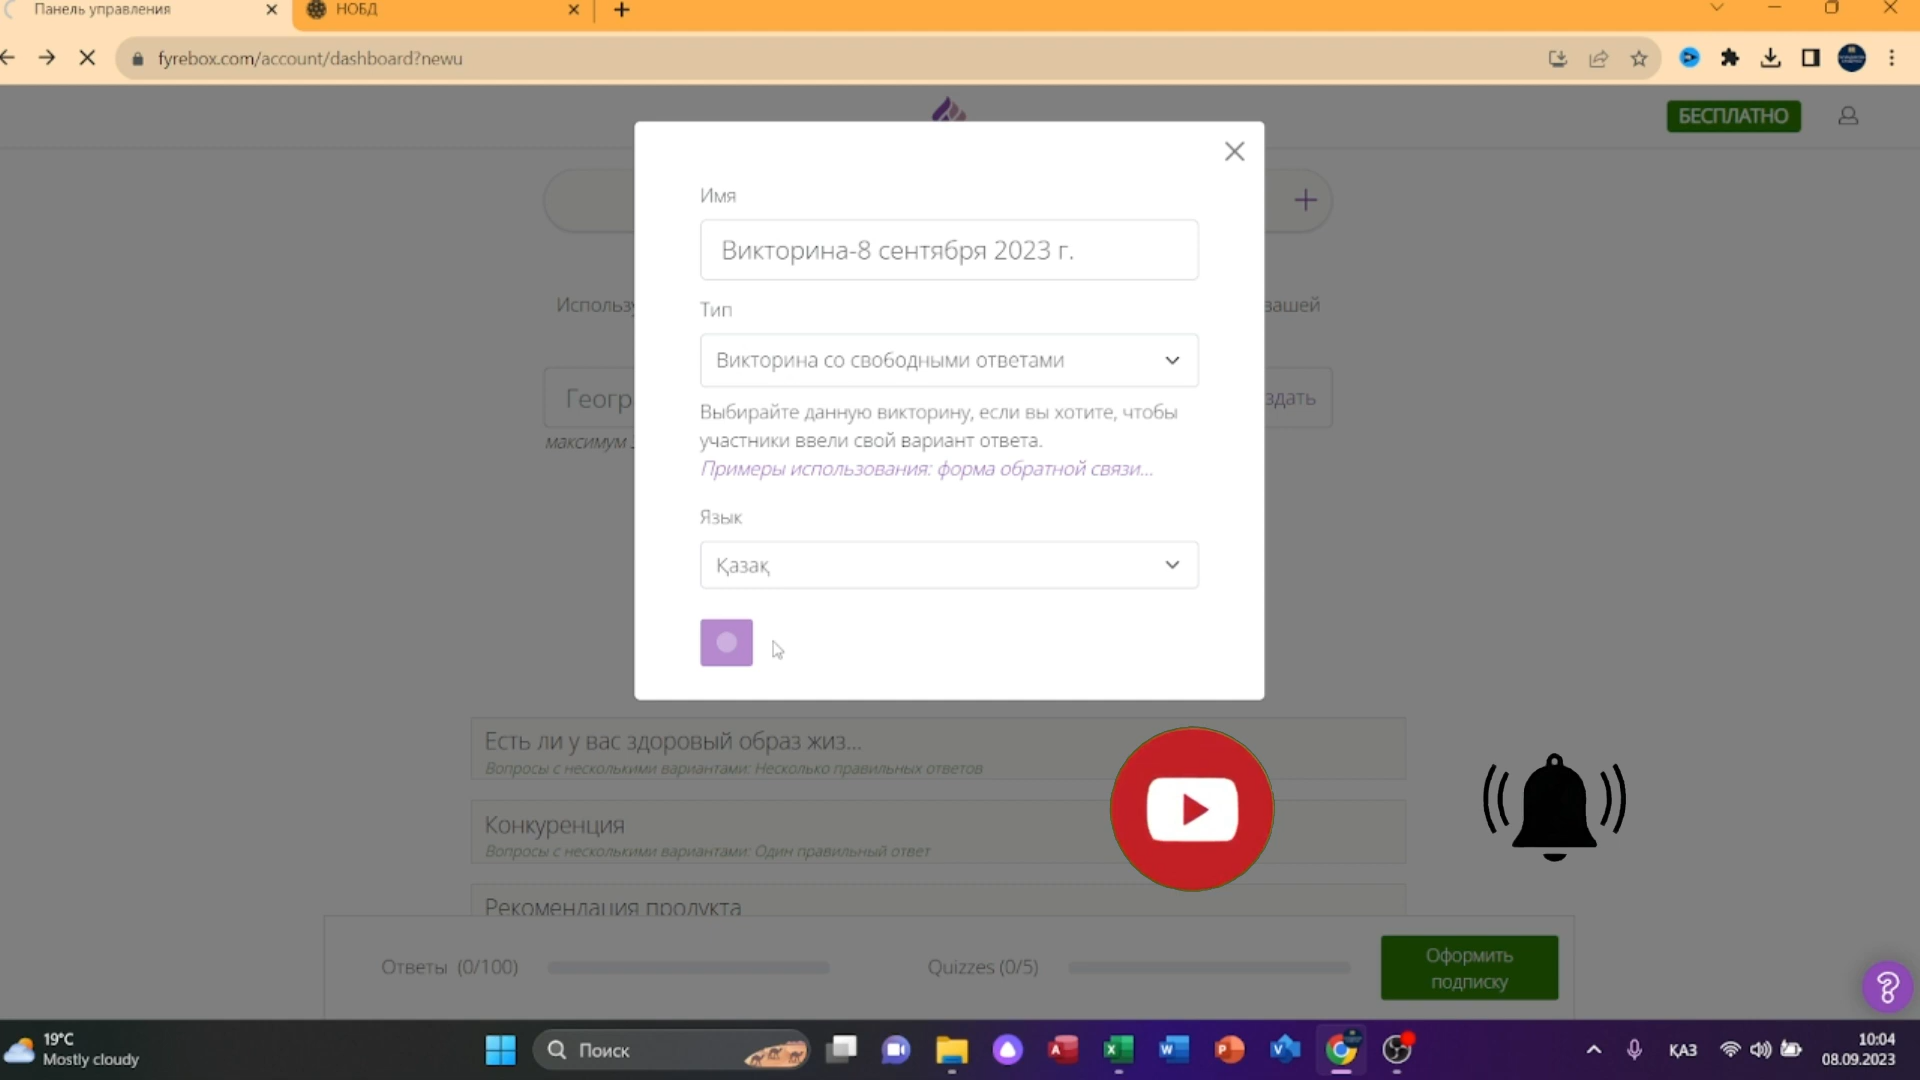 Панель управления
НОБД
fyrebox.com/account/dashboard?newu
БЕСПЛАТНО
Имя
Викторина-8 сентября 2023 г.
Тип
Викторина со свободными ответами
Выбирайте данную викторину, если вы хотите, чтобы
участники ввели свой вариант ответа.
Примеры использования: форма обратной связи...
Язык
Қазақ
вашей
максимум
Есть ли у вас здоровый образ жиз...
Вопросы с несколькими вариантами: Несколько правильных ответов
Конкуренция
Вопросы с несколькими вариантами: Один правильный ответ
Рекомендация продукта
Ответы (0/100)
Quizzes (0/5)
Оформить
подписку
19°C
Mostly cloudy
Поиск
ҚАЗ
10:04
08.09.2023